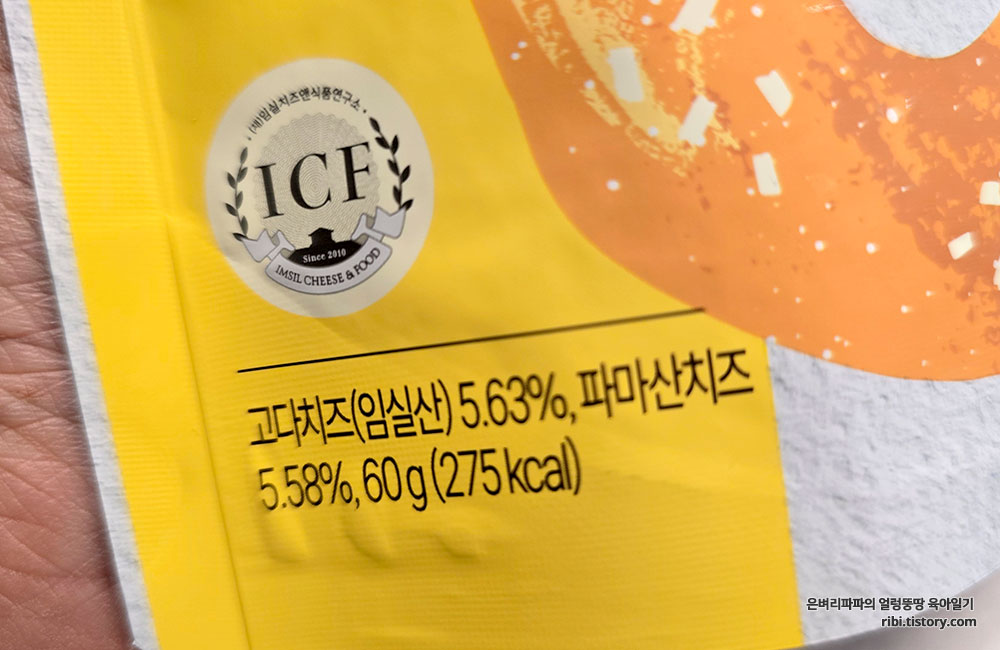 (재)임실치즈앤식품연구소
ICF
Since 2010
IMSIL CHEESE & FOOD
고다치즈(임실산) 5.63%, 파마산치즈
5.58%, 60g (275 kcal)
은벼리파파의 얼렁뚱땅 육아일기
ribi.tistory.com